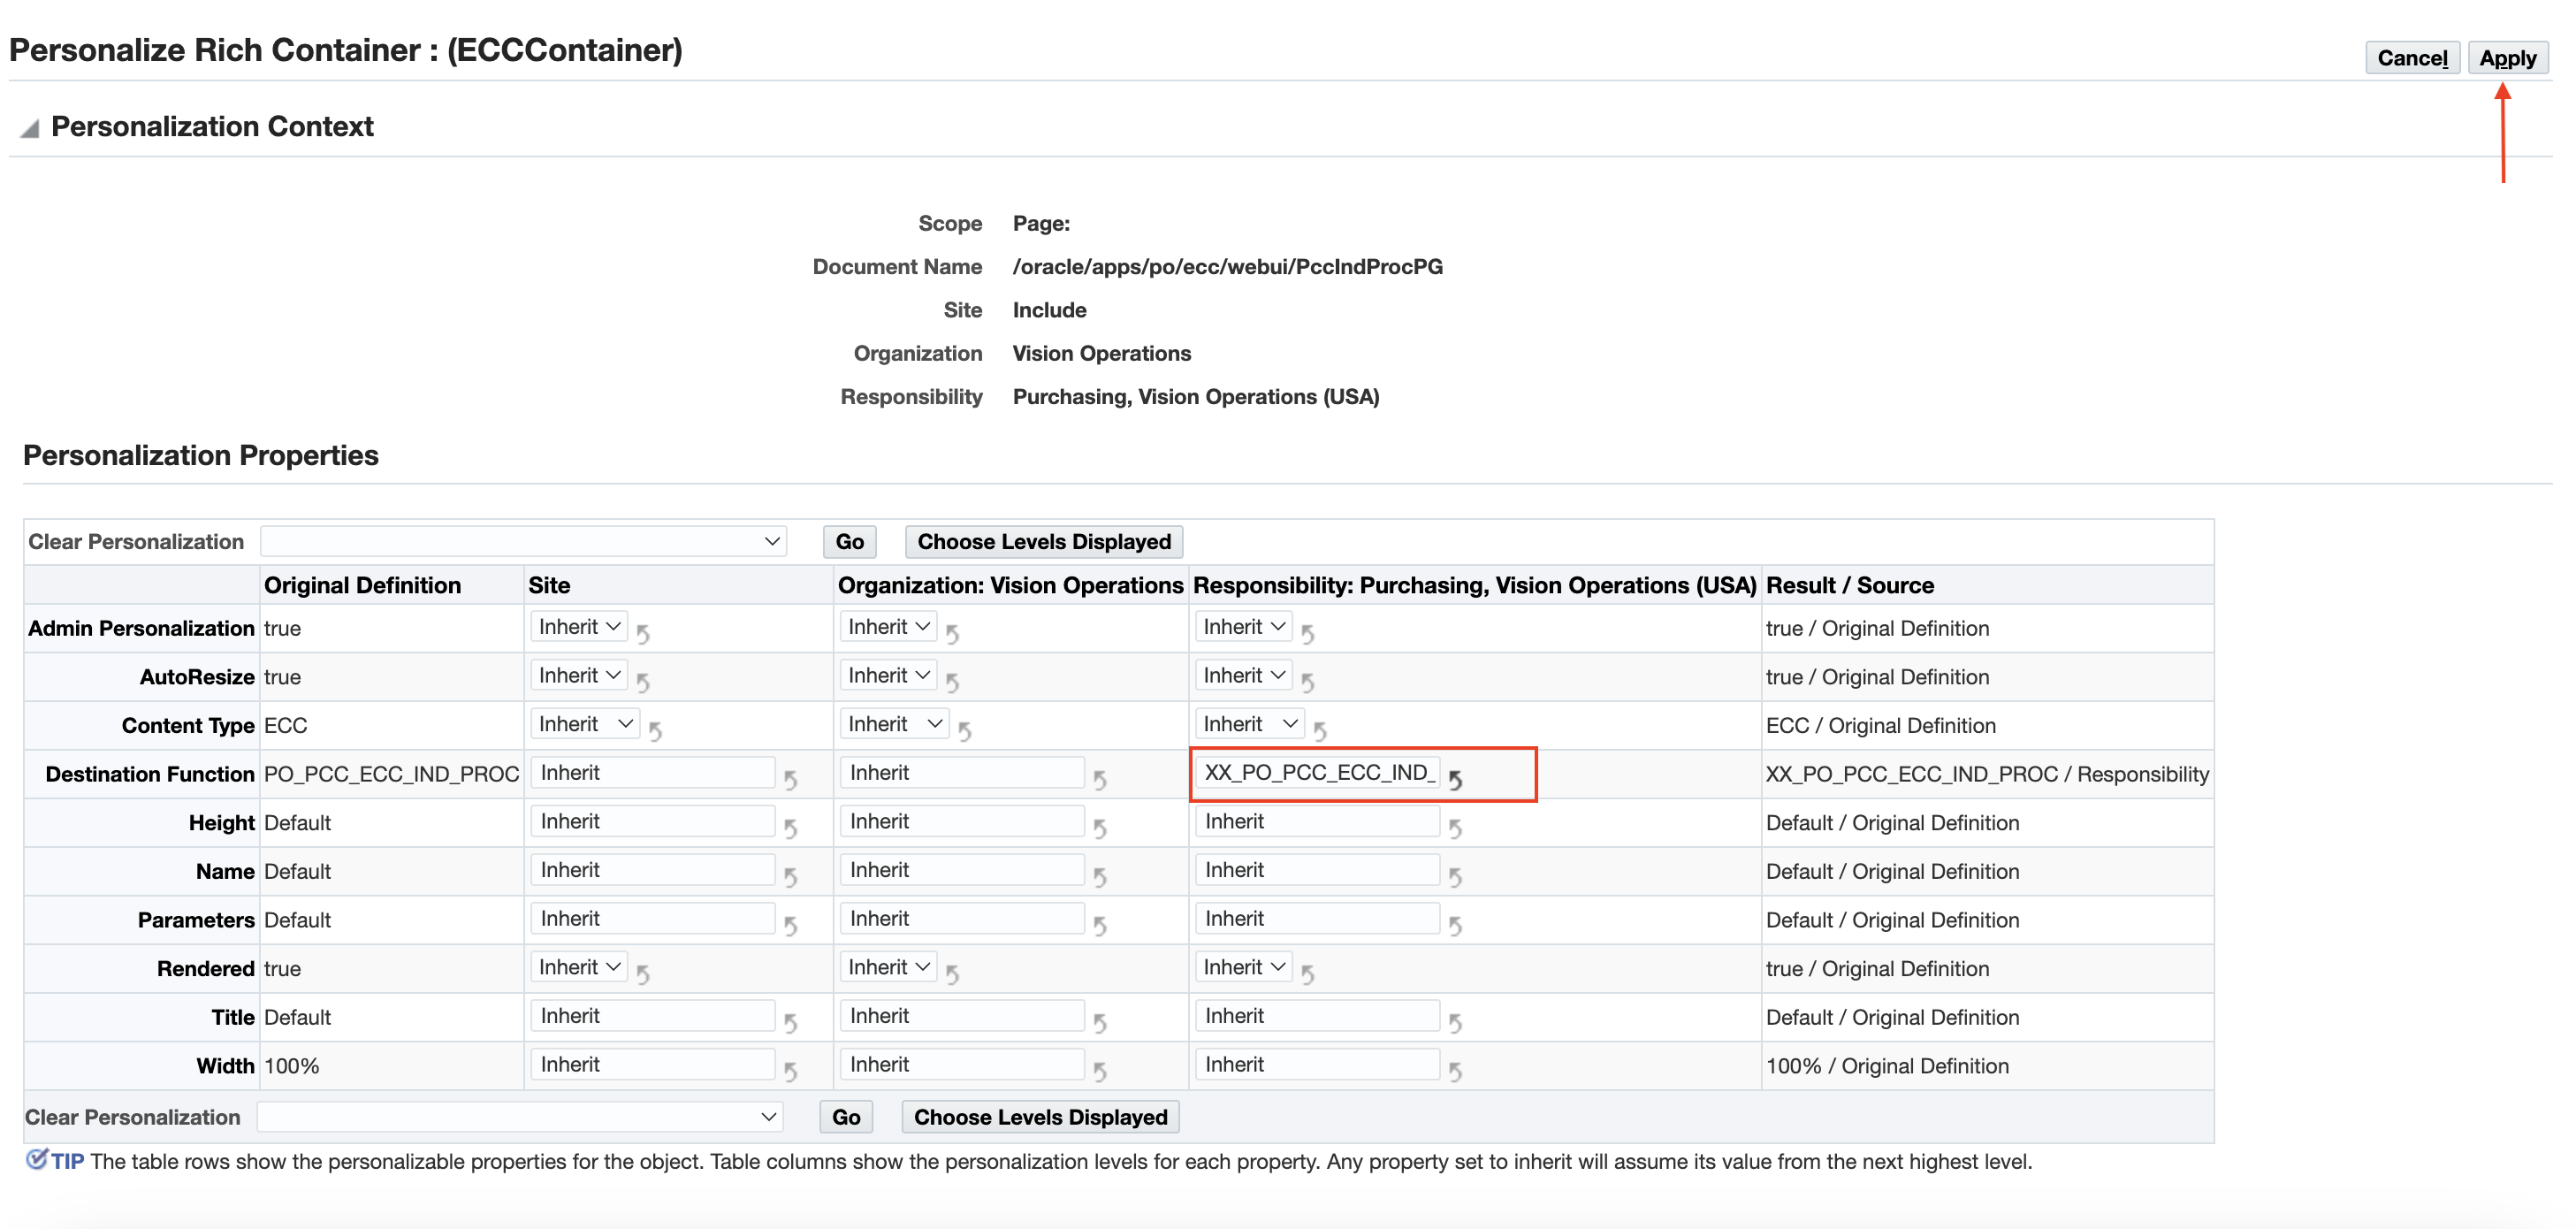 Personalize Rich Container : (ECCContainer)
Cancel Apply
Personalization Context
Scope Page:
Document Name /oracle/apps/po/ecc/webui/PccIndProcPG
Site Include
Organization Vision Operations
Responsibility Purchasing, Vision Operations (USA)
Personalization Properties
Clear Personalization Go Choose Levels Displayed
Original Definition Site Organization: Vision Operations Responsibility: Purchasing, Vision Operations (USA) Result / Source
Admin Personalization true Inherit Inherit Inherit true / Original Definition
AutoResize true Inherit Inherit Inherit true / Original Definition
Content Type ECC Inherit Inherit Inherit ECC / Original Definition
Destination Function PO_PCC_ECC_IND_PROC Inherit Inherit XX_PO_PCC_ECC_IND_ XX_PO_PCC_ECC_IND_PROC / Responsibility
Height Default Inherit Inherit Inherit Default / Original Definition
Name Default Inherit Inherit Inherit Default / Original Definition
Parameters Default Inherit Inherit Inherit Default / Original Definition
Rendered true Inherit Inherit Inherit true / Original Definition
Title Default Inherit Inherit Inherit Default / Original Definition
Width 100% Inherit Inherit Inherit 100% / Original Definition
Clear Personalization Go Choose Levels Displayed
TIP The table rows show the personalizable properties for the object. Table columns show the personalization levels for each property. Any property set to inherit will assume its value from the next highest level.